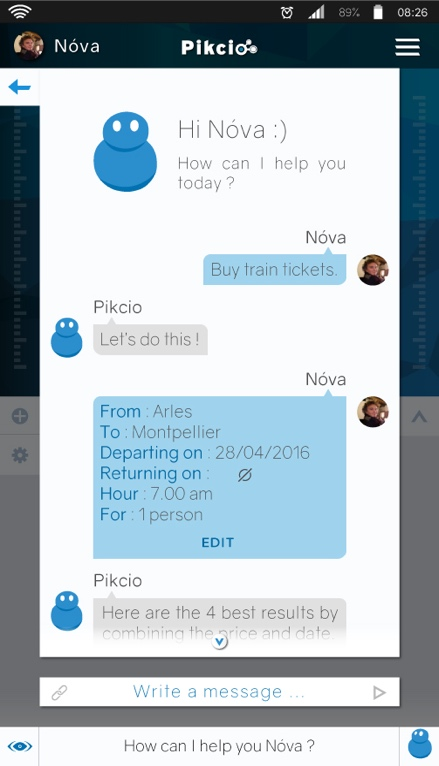 89% 08:26
Nóva Pikcio
Hi Nóva :)
How can I help you
today ?
Nóva
Buy train tickets.
Pikcio
Let's do this !
Nóva
From : Arles
To : Montpellier
Departing on : 28/04/2016
Returning on : Ø
Hour : 7.00 am
For : 1 person
EDIT
Pikcio
Here are the 4 best results by
combining the price and date.
Write a message ...
How can I help you Nóva ?